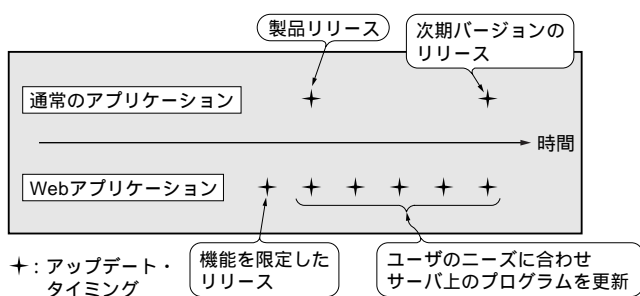 製品リリース
次期バージョンの
リリース
通常のアプリケーション
時間
Webアプリケーション
機能を限定した
リリース
ユーザのニーズに合わせ
サーバ上のプログラムを更新
：アップデート・
タイミング